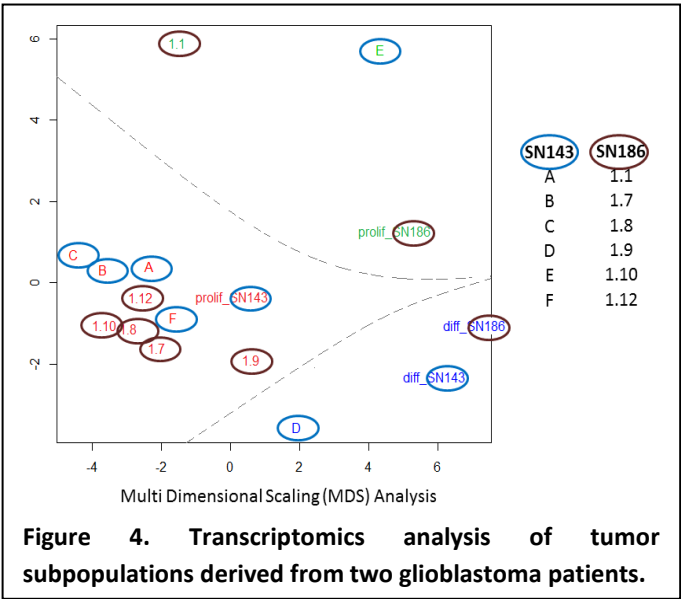 6
4
2
0
-2
1.1
E
prolif_SN186
C
B
A
1.12
prolif_SN143
1.10
1.8
F
1.7
1.9
diff_SN186
diff_SN143
D
-4 -2 0 2 4 6
Multi Dimensional Scaling (MDS) Analysis
SN143 SN186
A 1.1
B 1.7
C 1.8
D 1.9
E 1.10
F 1.12
Figure 4. Transcriptomics analysis of tumor
subpopulations derived from two glioblastoma patients.